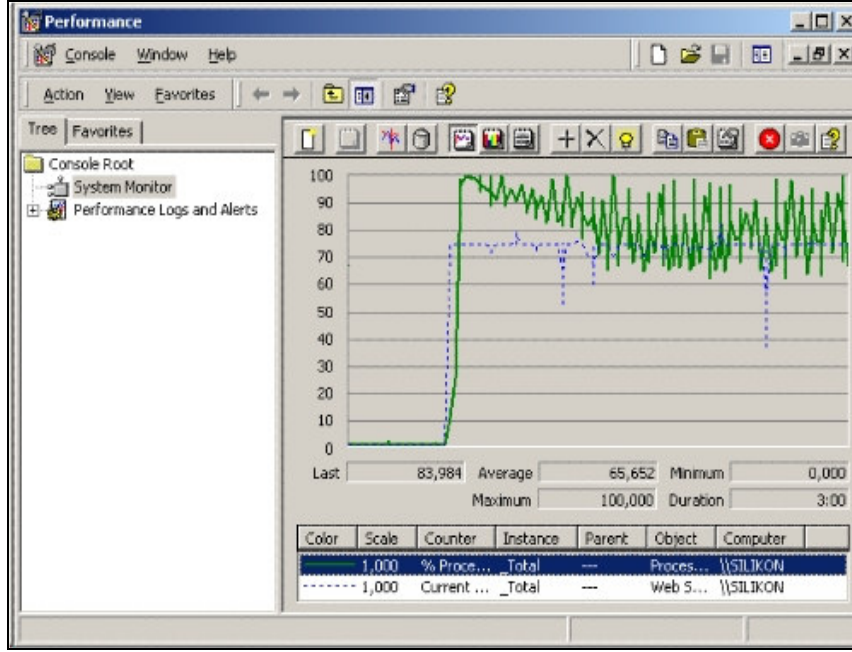 Performance
Console Window Help
Action View Favorites
Tree Favorites
Console Root
System Monitor
Performance Logs and Alerts
100
90
80
70
60
50
40
30
20
10
0
Last 83,984 Average 65,652 Minimum 0,000
Maximum 100,000 Duration 3:00
Color Scale Counter Instance Parent Object Computer
1,000 % Proce... _Total --- Proces... \\SILIKON
1,000 Current ... _Total --- Web S... \\SILIKON